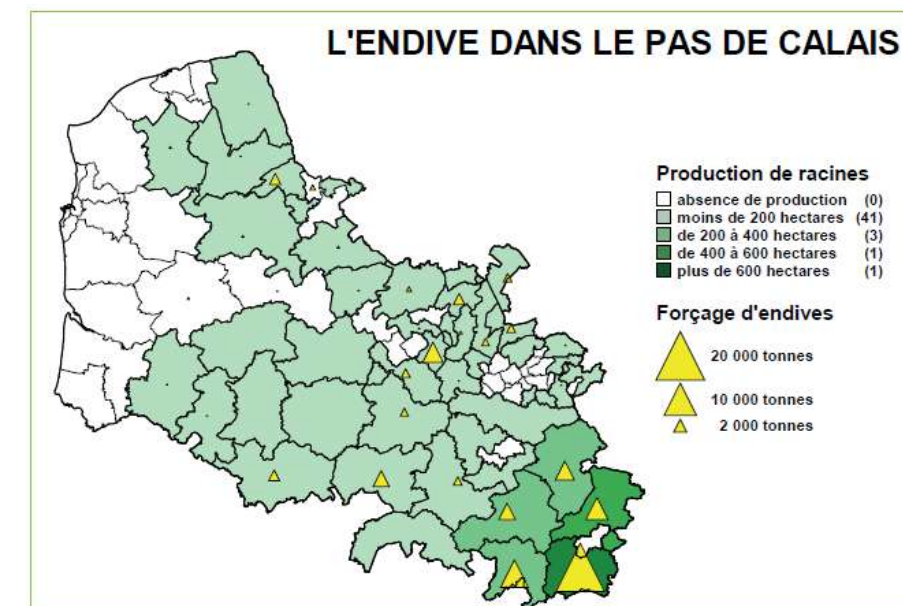 L'ENDIVE DANS LE PAS DE CALAIS
Production de racines
absence de production (0)
moins de 200 hectares (41)
de 200 à 400 hectares (3)
de 400 à 600 hectares (1)
plus de 600 hectares (1)
Forçage d'endives
20 000 tonnes
10 000 tonnes
2 000 tonnes